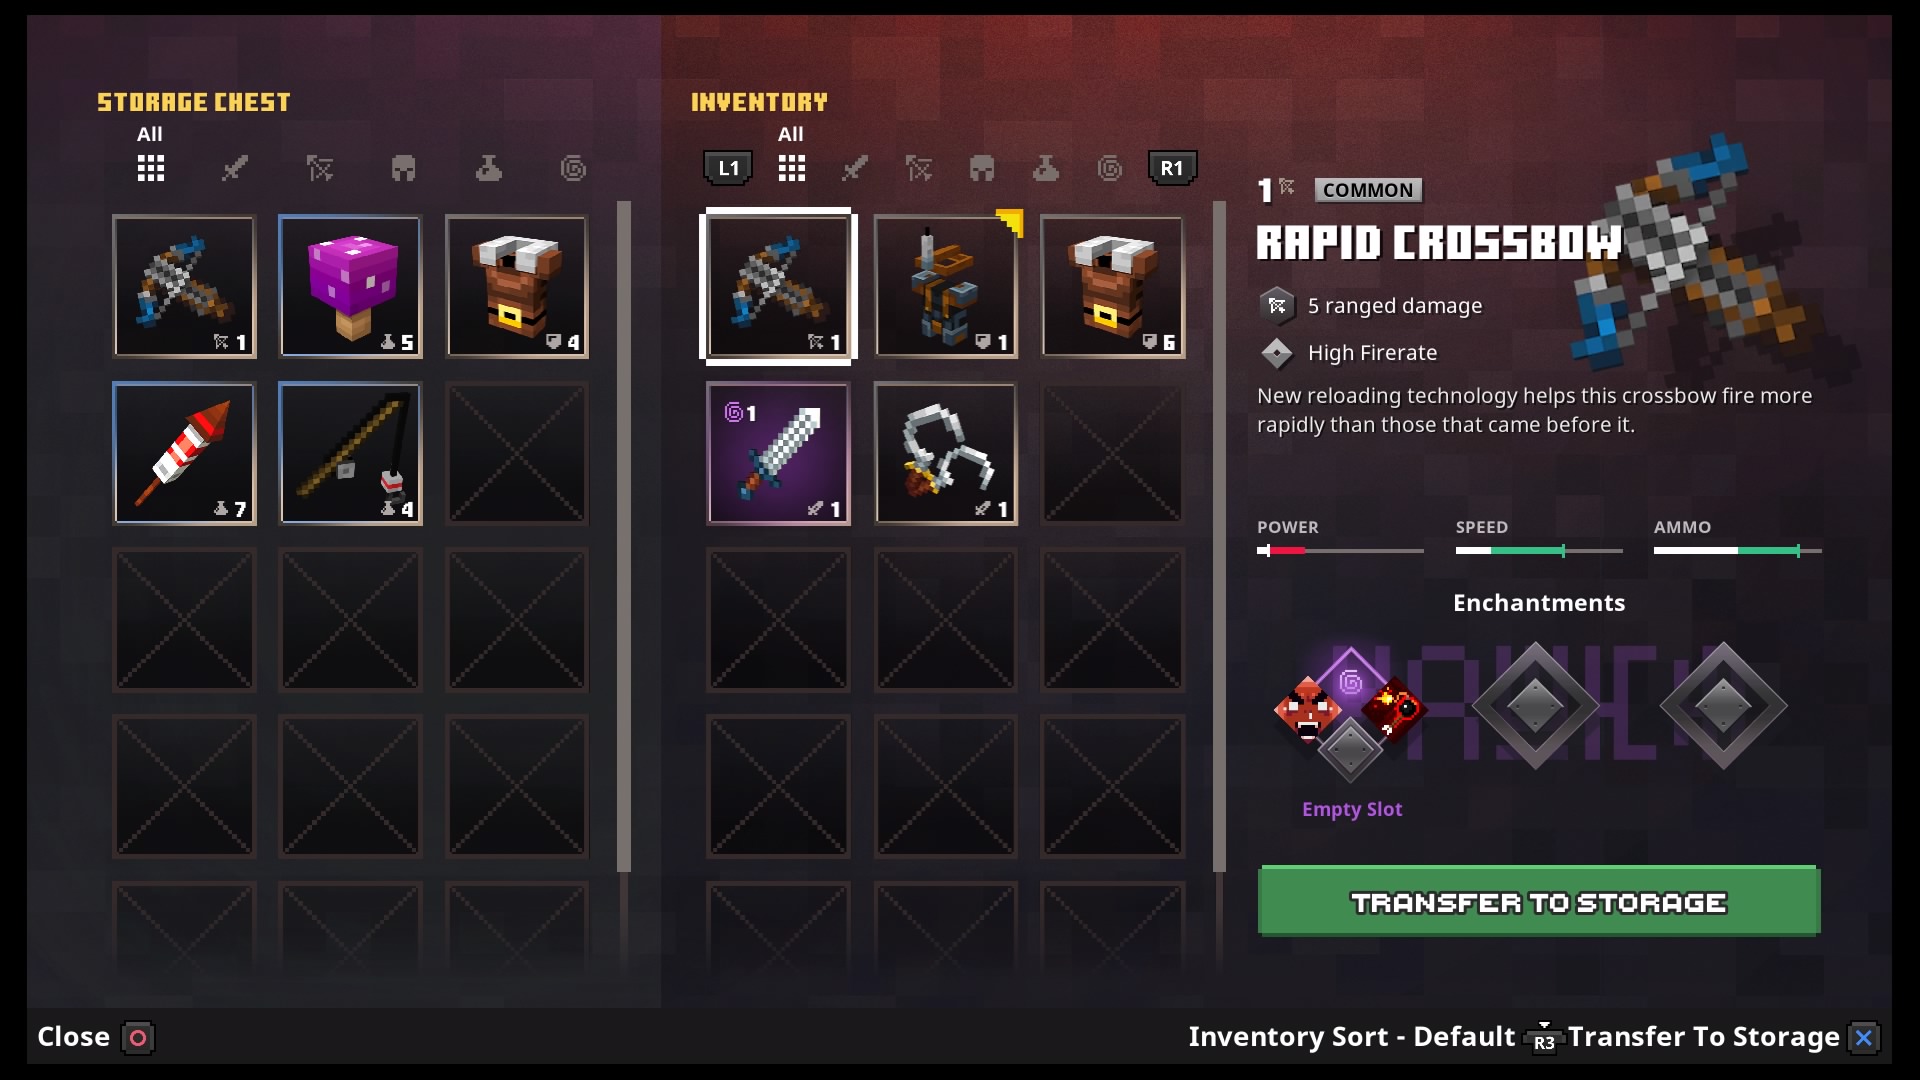 STORAGE CHEST
All
1
5
4
7
4
INVENTORY
All
L1
R1
1
1
6
1
1
1
1
COMMON
RAPID CROSSBOW
5 ranged damage
High Firerate
New reloading technology helps this crossbow fire more
rapidly than those that came before it.
POWER
SPEED
AMMO
Enchantments
Empty Slot
TRANSFER TO STORAGE
Close
Inventory Sort - Default
R3
Transfer To Storage